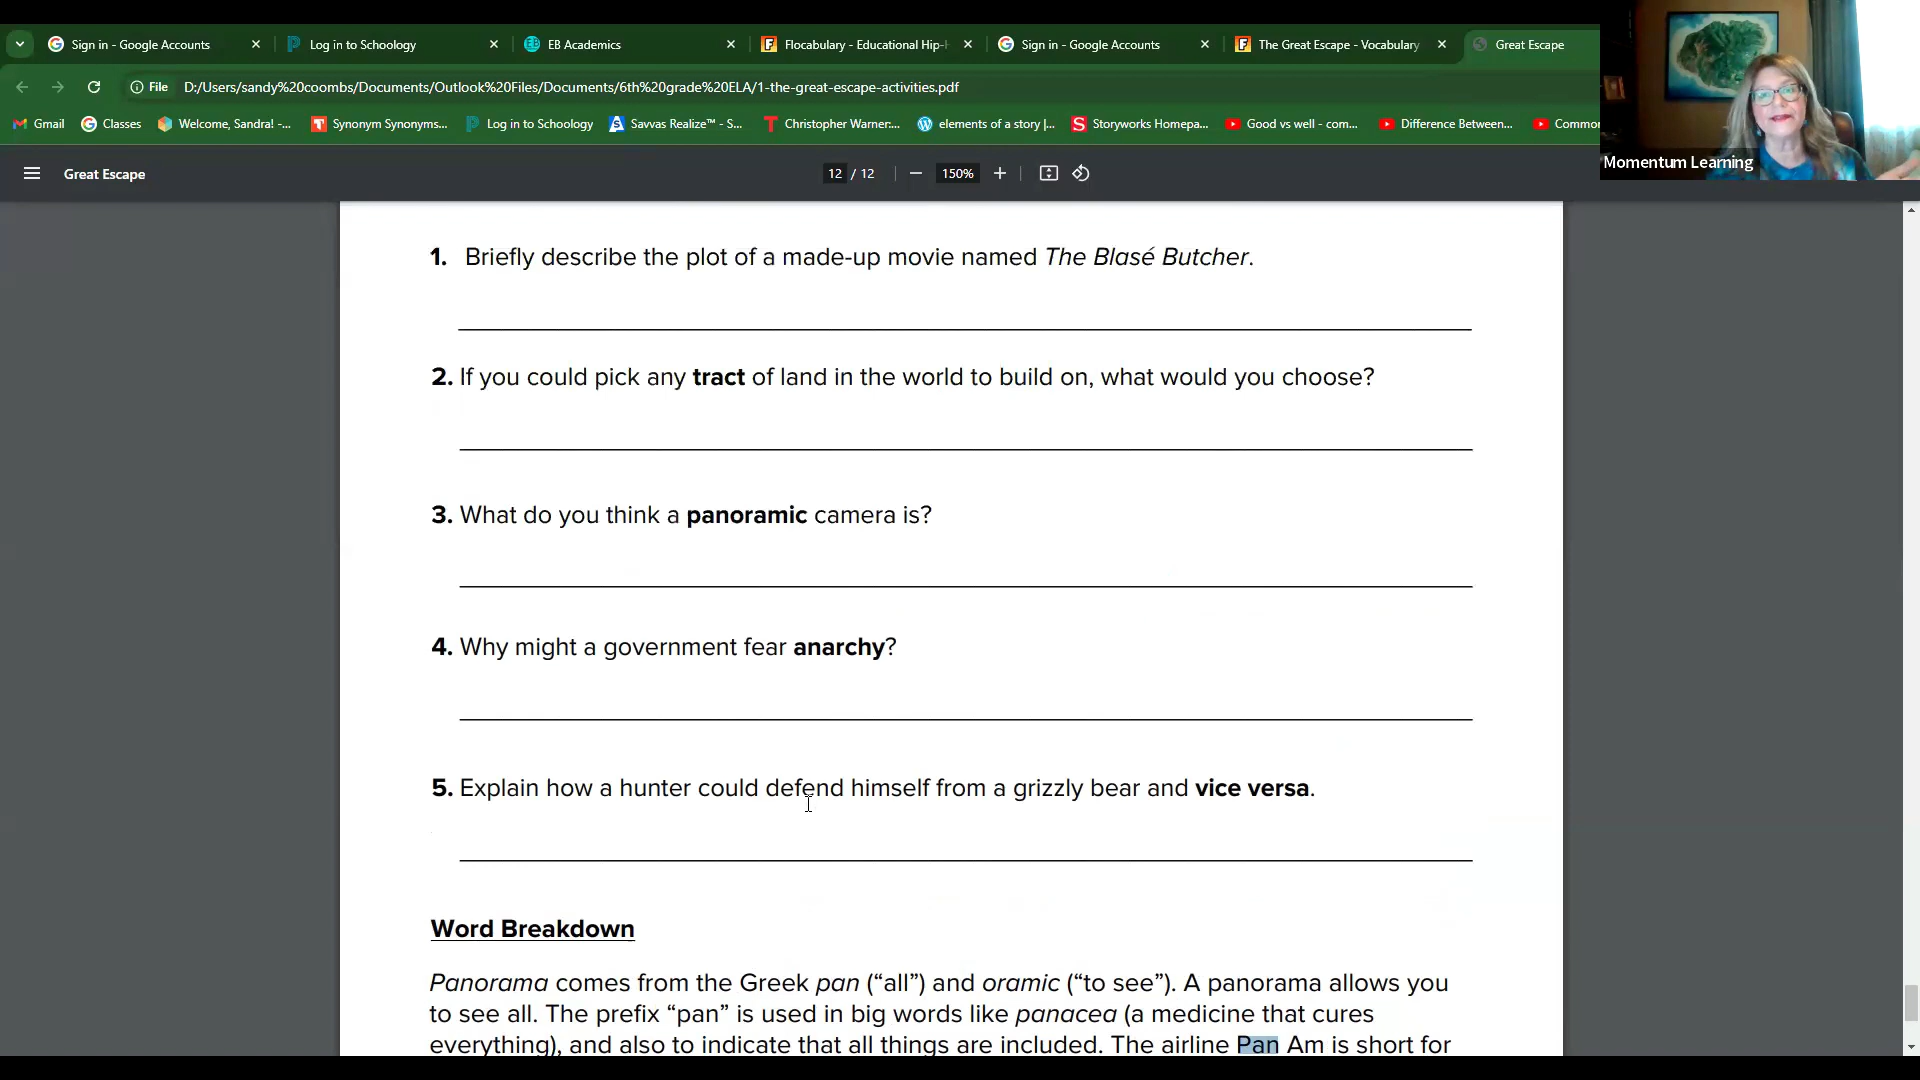 Sign in - Google Accounts
Log in to Schoology
EB Academics
Flocabulary - Educational Hip-H
Sign in - Google Accounts
The Great Escape - Vocabulary
Great Escape
File
D:/Users/sandy%20coombs/Documents/Outlook%20Files/Documents/6th%20grade%20ELA/1-the-great-escape-activities.pdf
Gmail
Classes
Welcome, Sandra! -...
Synonym Synonyms...
Log in to Schoology
Savvas Realize™ - S...
Christopher Warner:...
elements of a story |...
Storyworks Homepa...
Good vs well - com...
Difference Between...
Common
Momentum Learning
Great Escape
12 / 12
150%
1. Briefly describe the plot of a made-up movie named The Blasé Butcher.
2. If you could pick any tract of land in the world to build on, what would you choose?
3. What do you think a panoramic camera is?
4. Why might a government fear anarchy?
5. Explain how a hunter could defend himself from a grizzly bear and vice versa.
Word Breakdown
Panorama comes from the Greek pan (“all”) and oramic (“to see”). A panorama allows you
to see all. The prefix “pan” is used in big words like panacea (a medicine that cures
everything), and also to indicate that all things are included. The airline Pan Am is short for